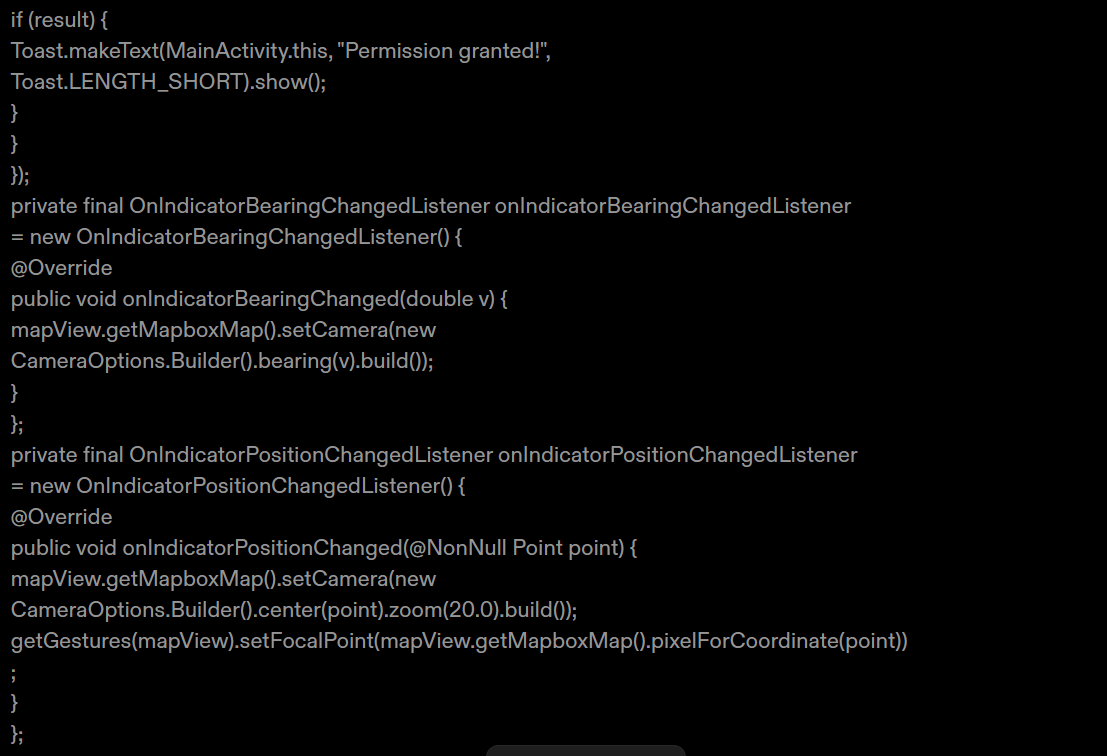 if (result) {
Toast.makeText(MainActivity.this, "Permission granted!",
Toast.LENGTH_SHORT).show();
}
}
});
private final OnIndicatorBearingChangedListener onIndicatorBearingChangedListener
= new OnIndicatorBearingChangedListener() {
@Override
public void onIndicatorBearingChanged(double v) {
mapView.getMapboxMap().setCamera(new
CameraOptions.Builder().bearing(v).build());
}
};
private final OnIndicatorPositionChangedListener onIndicatorPositionChangedListener
= new OnIndicatorPositionChangedListener() {
@Override
public void onIndicatorPositionChanged(@NonNull Point point) {
mapView.getMapboxMap().setCamera(new
CameraOptions.Builder().center(point).zoom(20.0).build());
getGestures(mapView).setFocalPoint(mapView.getMapboxMap().pixelForCoordinate(point))
;
}
};